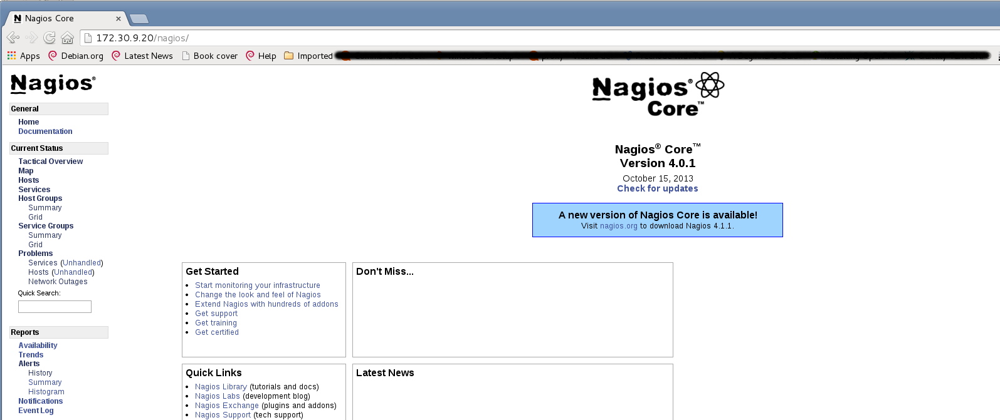 Nagios Core
172.30.9.20/nagios/
Apps Debian.org Latest News Book cover Help Imported
Nagios®
General
Home
Documentation
Current Status
Tactical Overview
Map
Hosts
Services
Host Groups
Summary
Grid
Service Groups
Summary
Grid
Problems
Services (Unhandled)
Hosts (Unhandled)
Network Outages
Quick Search:
Reports
Availability
Trends
Alerts
History
Summary
Histogram
Notifications
Event Log
Nagios®
Core™
Nagios® Core™
Version 4.0.1
October 15, 2013
Check for updates
A new version of Nagios Core is available!
Visit nagios.org to download Nagios 4.1.1.
Get Started
• Start monitoring your infrastructure
• Change the look and feel of Nagios
• Extend Nagios with hundreds of addons
• Get support
• Get training
• Get certified
Don't Miss...
Quick Links
• Nagios Library (tutorials and docs)
• Nagios Labs (development blog)
• Nagios Exchange (plugins and addons)
• Nagios Support (tech support)
Latest News